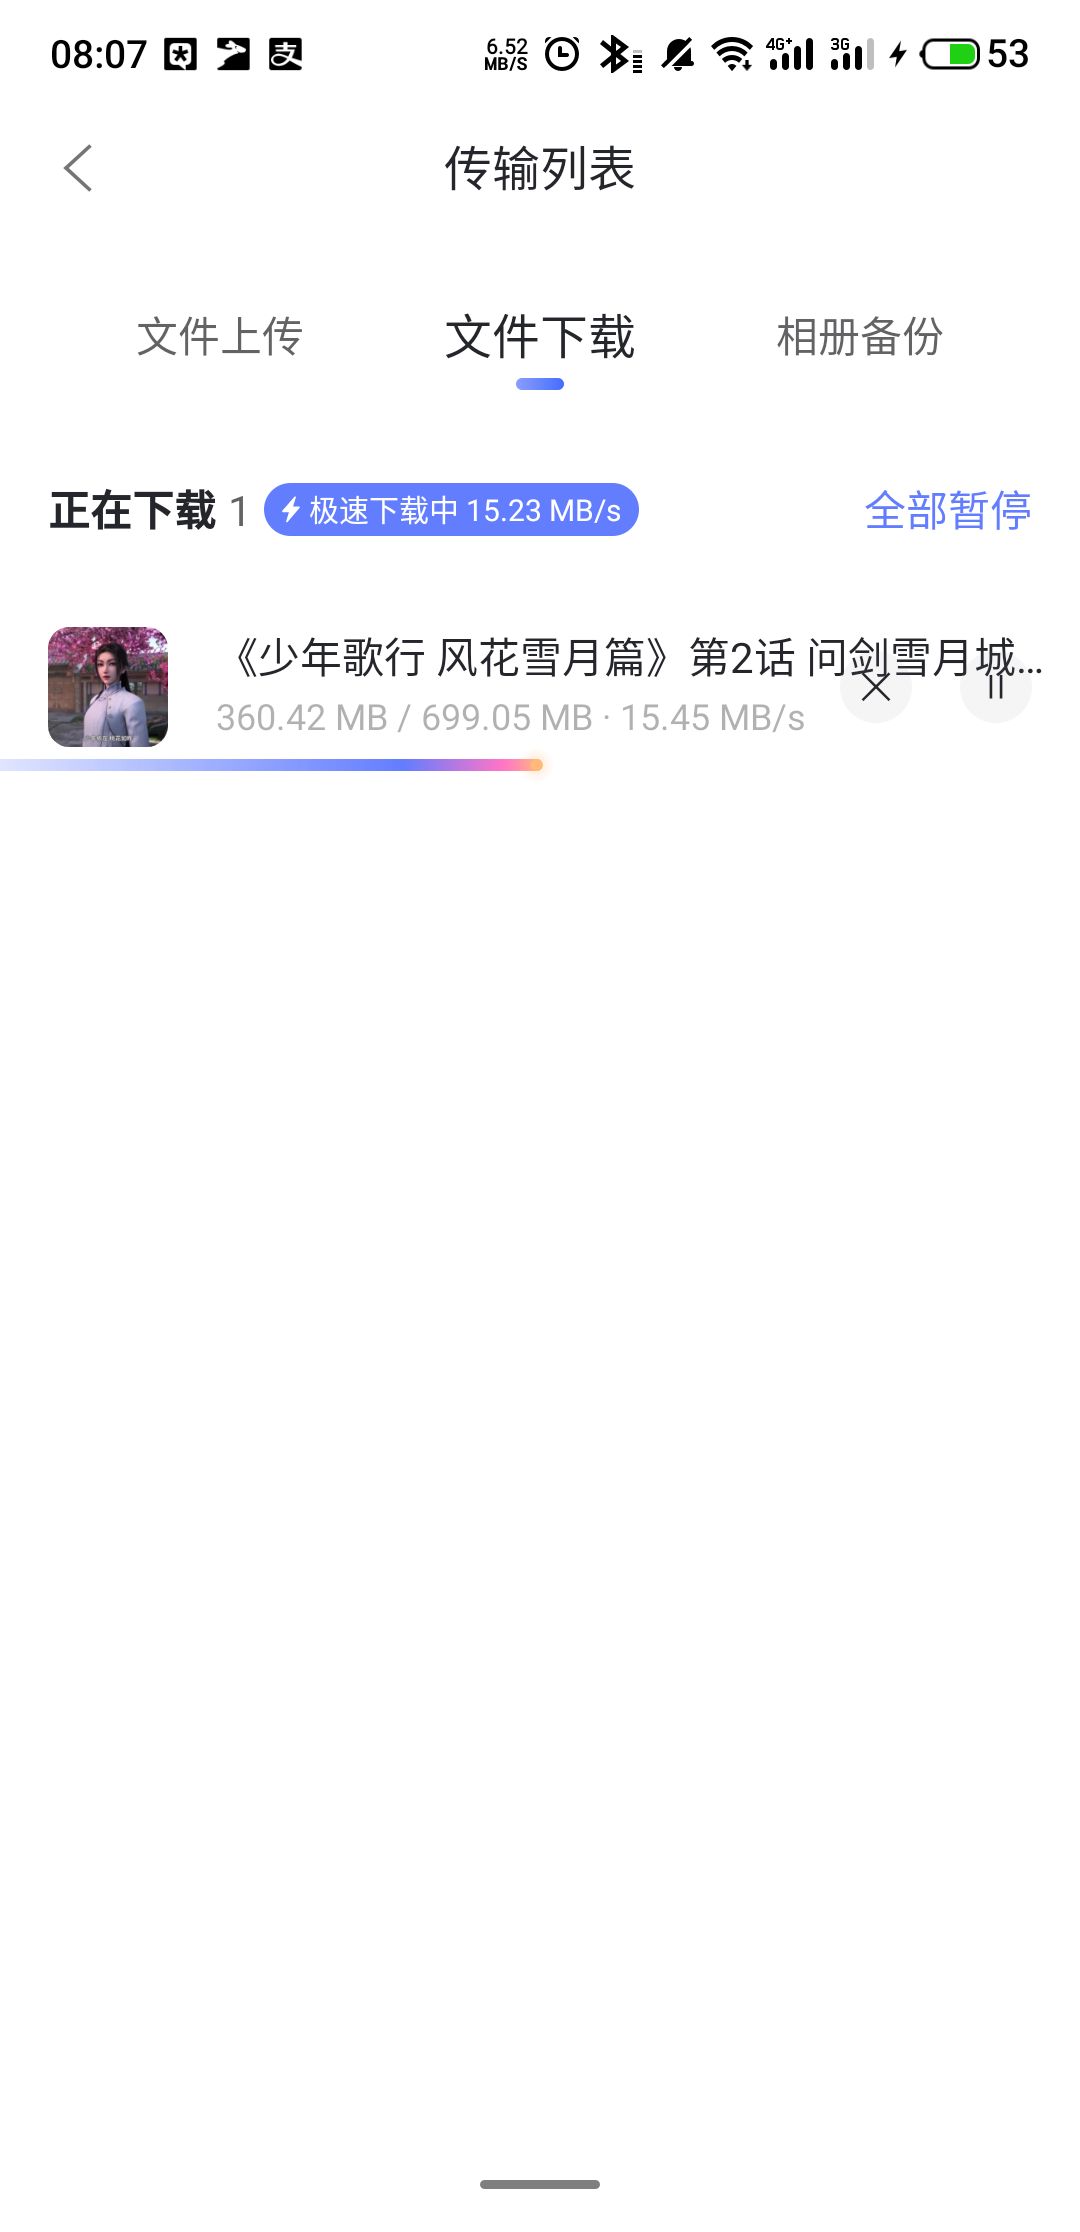 08:07 支 6.52 MB/S 4G+ 3G 53
传输列表
文件上传 文件下载 相册备份
正在下载 1 极速下载中 15.23 MB/s 全部暂停
《少年歌行 风花雪月篇》第2话 问剑雪月城...
360.42 MB / 699.05 MB · 15.45 MB/s